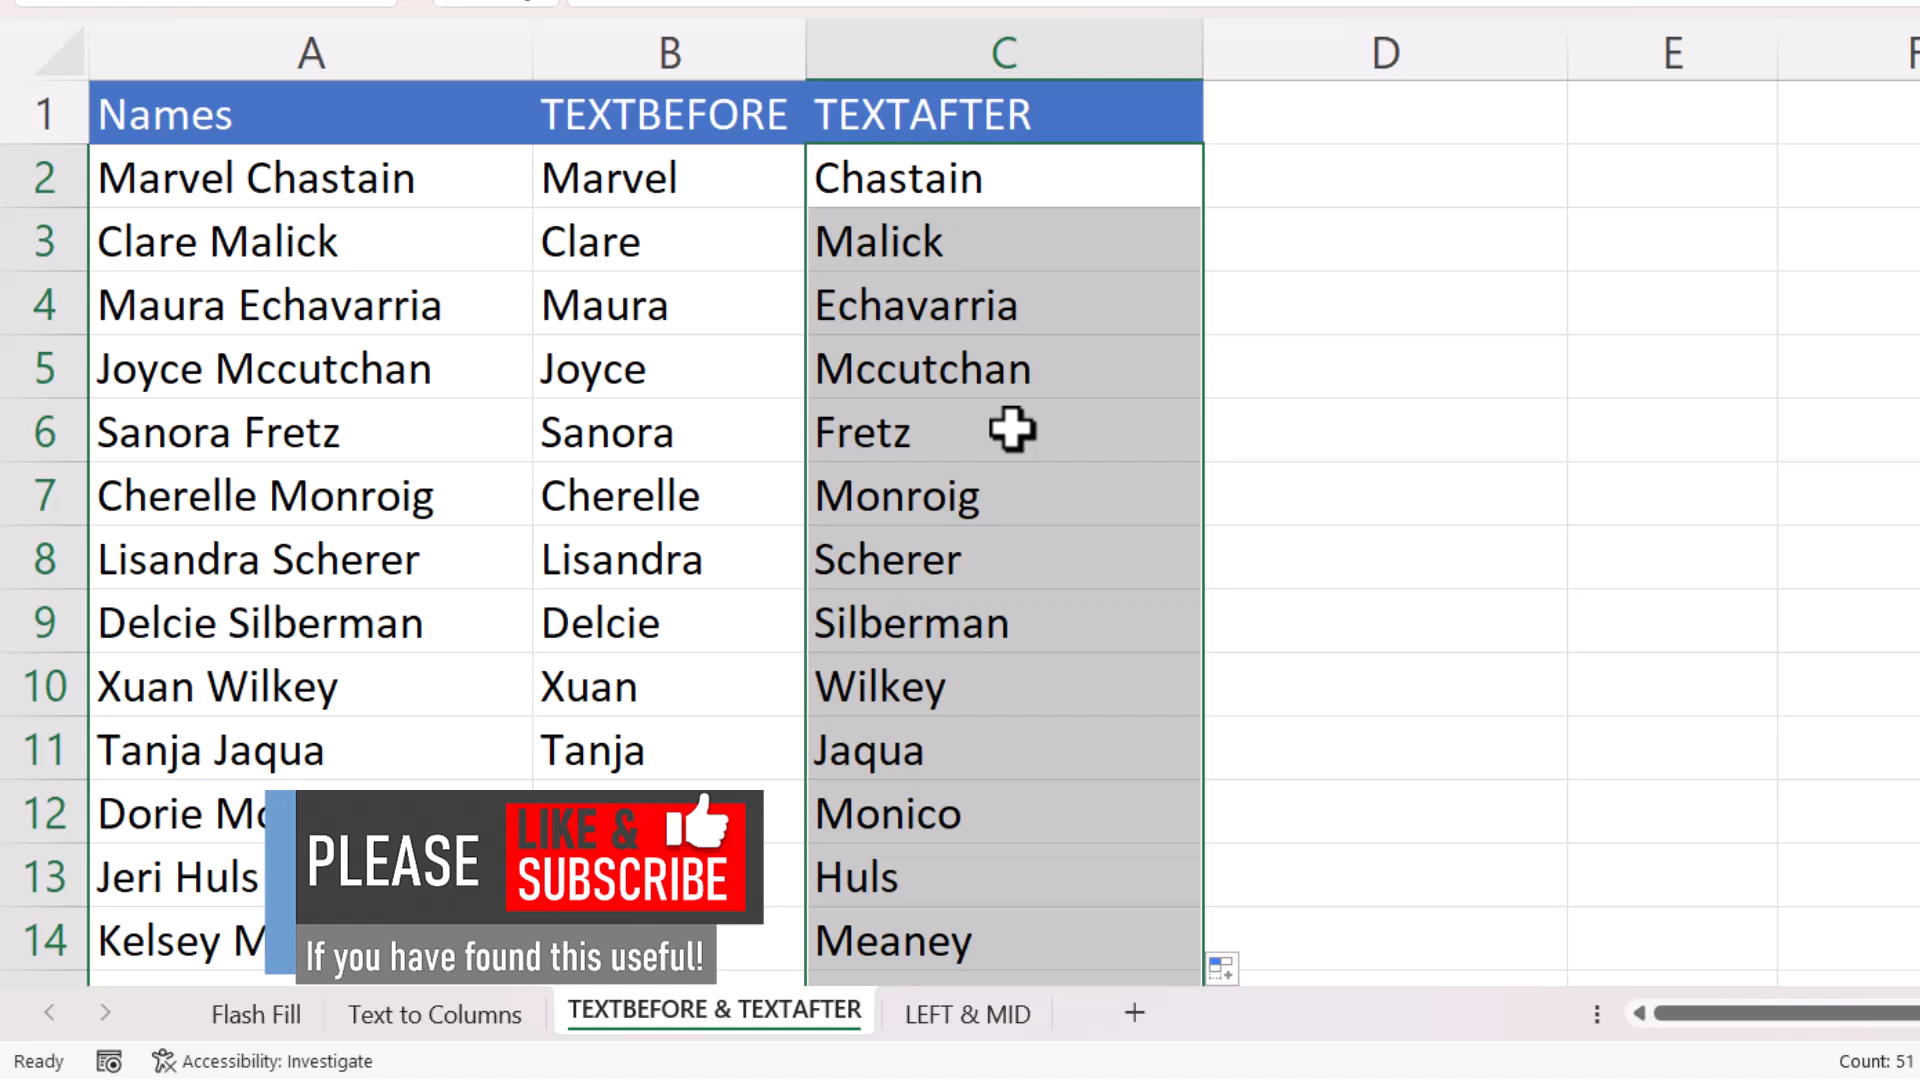 A B C D E F
1 Names TEXTBEFORE TEXTAFTER
2 Marvel Chastain Marvel Chastain
3 Clare Malick Clare Malick
4 Maura Echavarria Maura Echavarria
5 Joyce Mccutchan Joyce Mccutchan
6 Sanora Fretz Sanora Fretz
7 Cherelle Monroig Cherelle Monroig
8 Lisandra Scherer Lisandra Scherer
9 Delcie Silberman Delcie Silberman
10 Xuan Wilkey Xuan Wilkey
11 Tanja Jaqua Tanja Jaqua
12 Dorie Mo Monico
13 Jeri Huls Huls
14 Kelsey M Meaney
PLEASE LIKE & SUBSCRIBE
If you have found this useful!
Flash Fill Text to Columns TEXTBEFORE & TEXTAFTER LEFT & MID +
Ready Accessibility: Investigate Count: 51